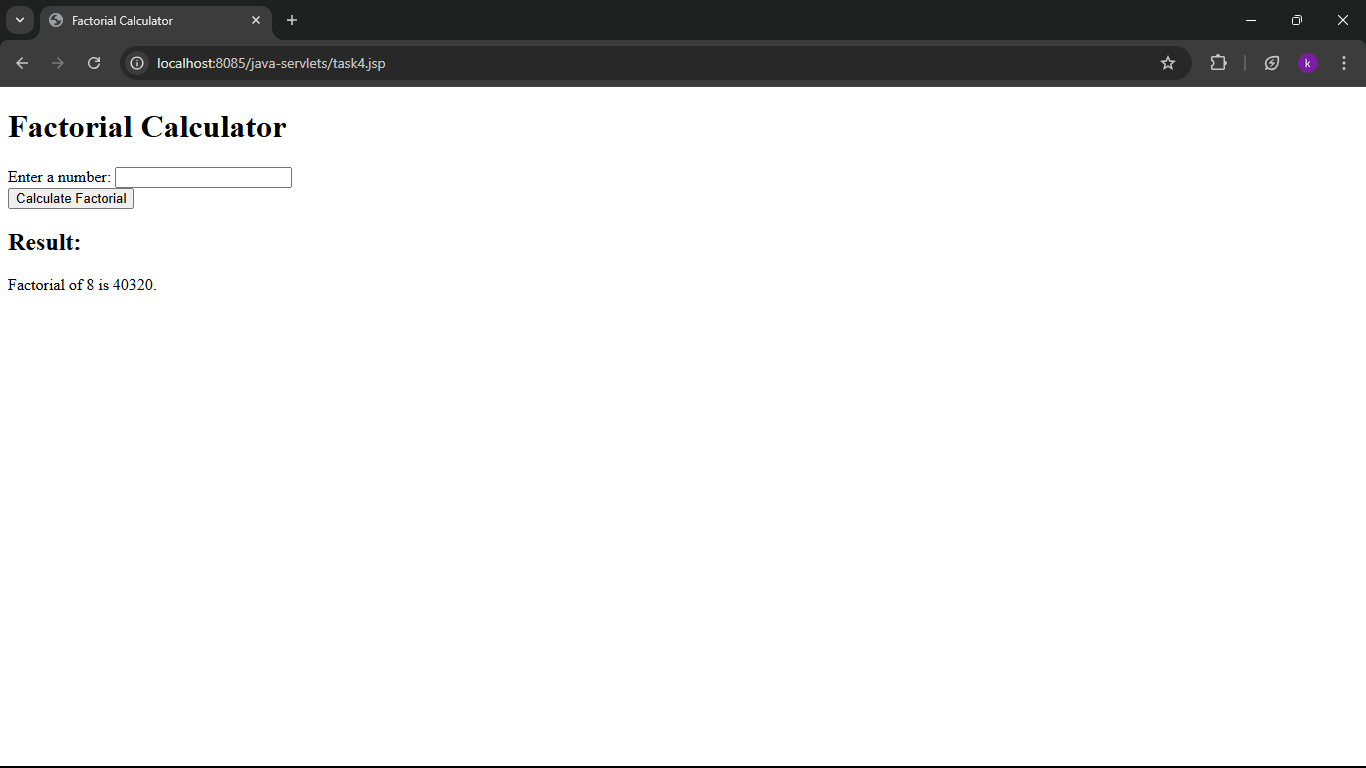 Factorial Calculator
localhost:8085/java-servlets/task4.jsp
k
Factorial Calculator
Enter a number:
Calculate Factorial
Result:
Factorial of 8 is 40320.